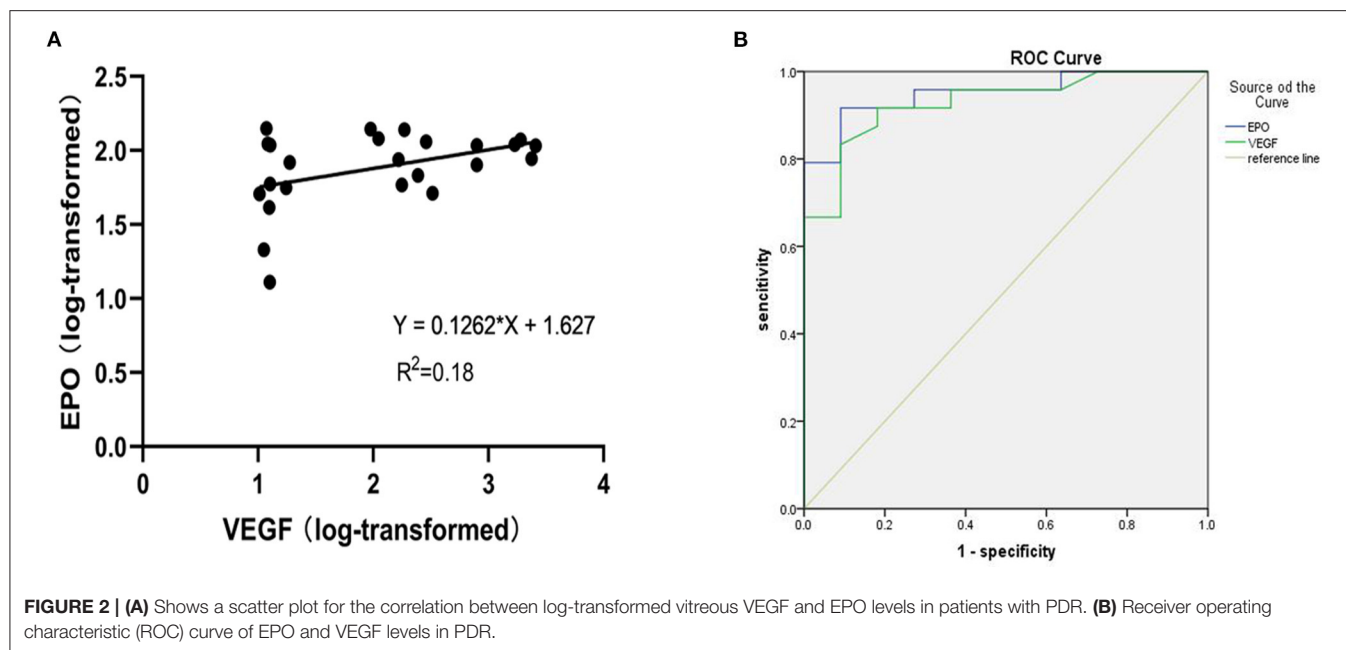 A
EPO (log-transformed)
2.5
2.0
1.5
1.0
0.5
0.0
Y = 0.1262*X + 1.627
R²=0.18
0 1 2 3 4
VEGF (log-transformed)
B
ROC Curve
sencitivity
1.0
0.8
0.6
0.4
0.2
0.0
0.0 0.2 0.4 0.6 0.8 1.0
1 - specificity
Source od the
Curve
EPO
VEGF
reference line
FIGURE 2 | (A) Shows a scatter plot for the correlation between log-transformed vitreous VEGF and EPO levels in patients with PDR. (B) Receiver operating
characteristic (ROC) curve of EPO and VEGF levels in PDR.